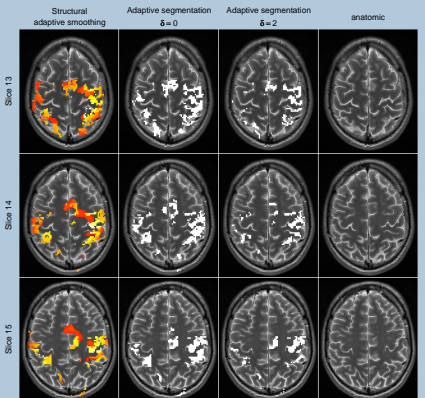 Structural
adaptive smoothing
Adaptive segmentation
δ = 0
Adaptive segmentation
δ = 2
anatomic
Slice 13
Slice 14
Slice 15